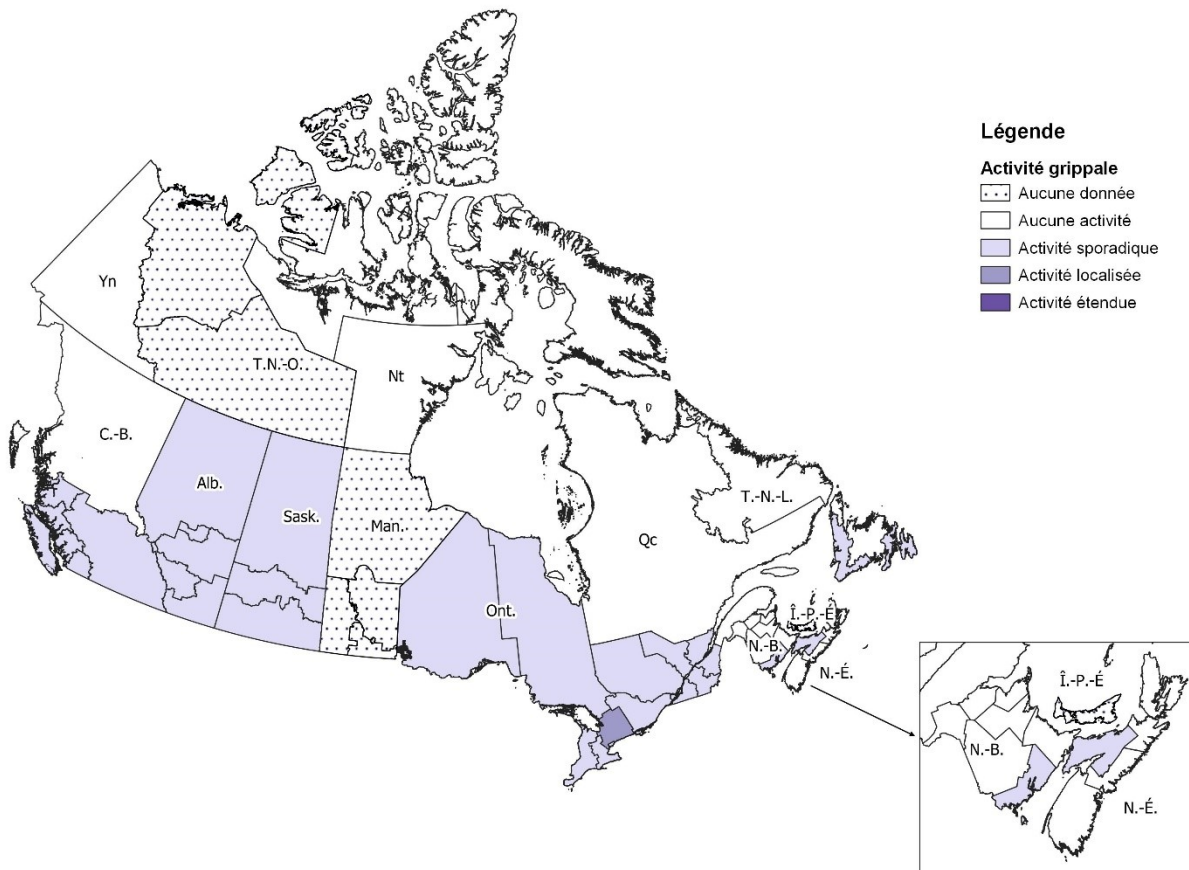 Légende
Activité grippale
Aucune donnée
Aucune activité
Activité sporadique
Activité localisée
Activité étendue
Yn
T.N.-O.
Nt
C.-B.
Alb.
Sask.
Man.
T.-N.-L.
Qc
Ont.
Î.-P.-É
N.-B.
N.-É.
Î.-P.-É
N.-B.
N.-É.